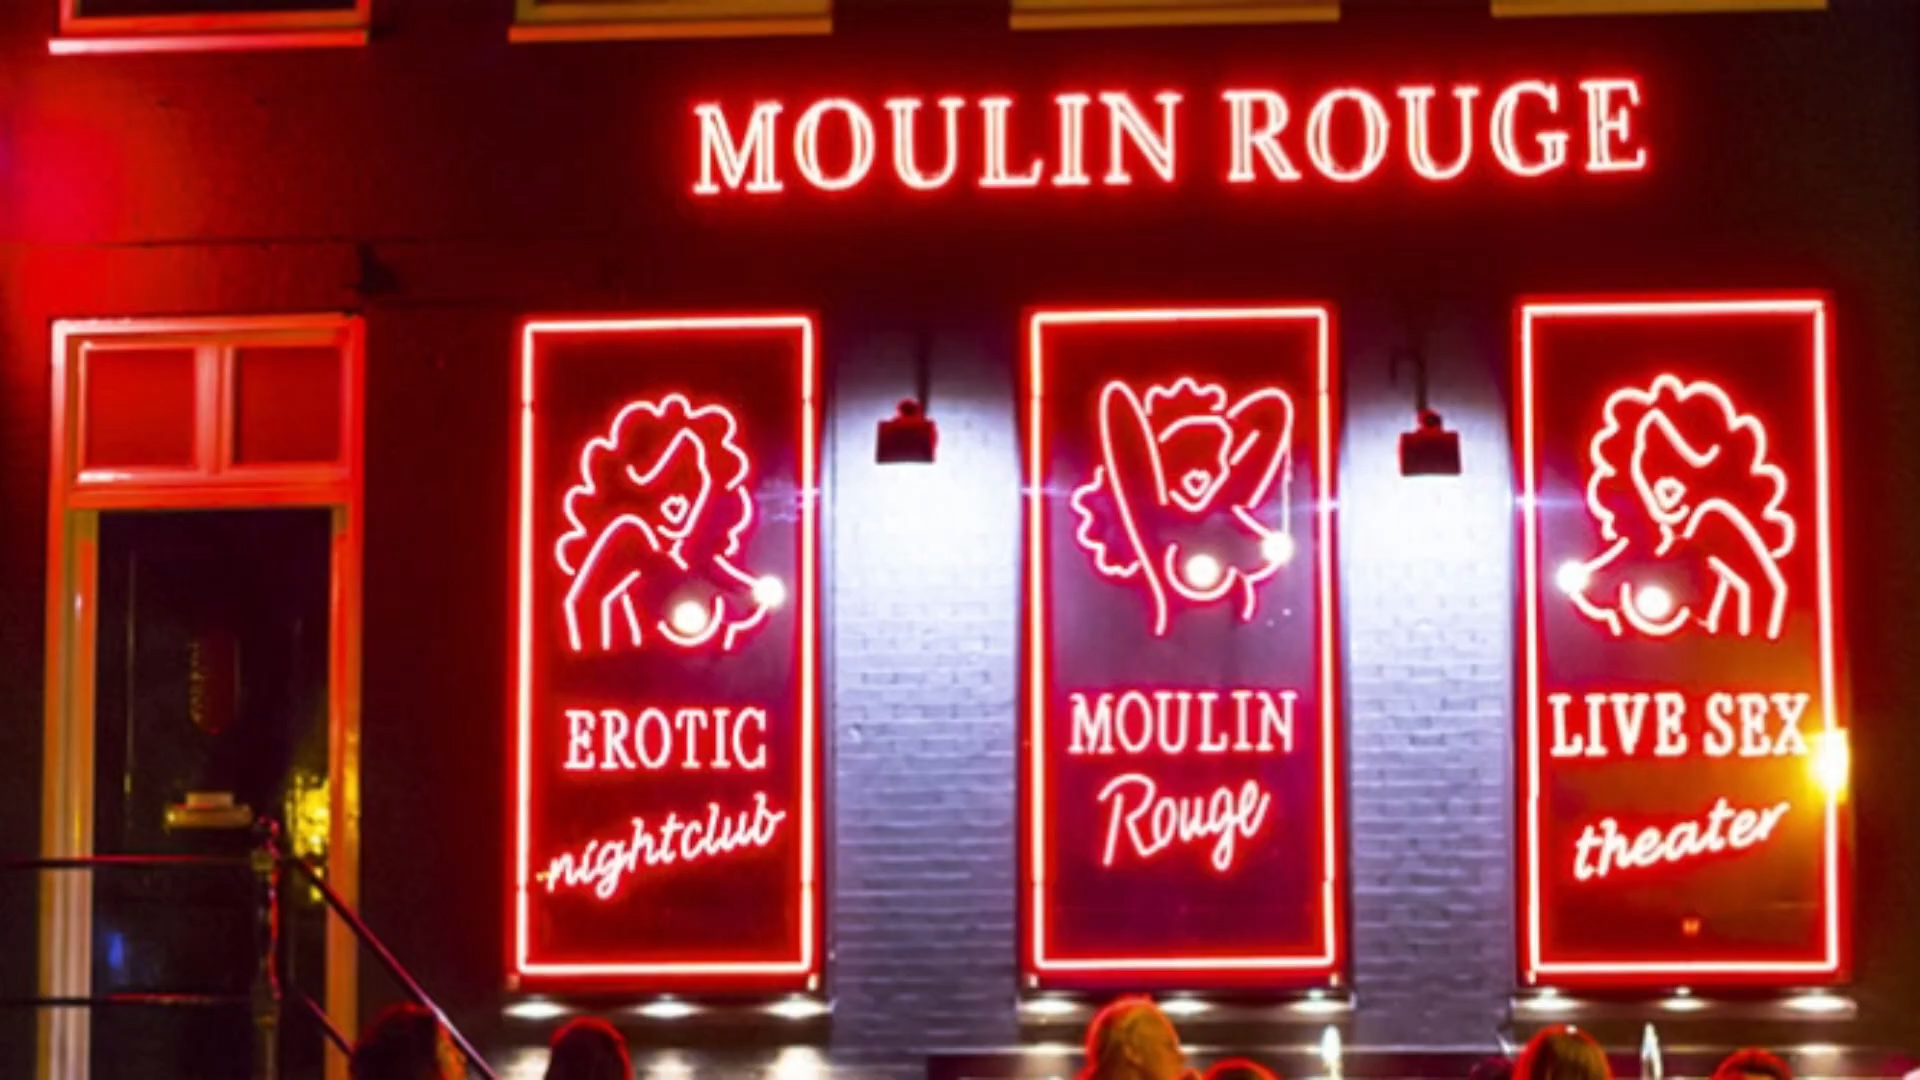 MOULIN ROUGE
EROTIC
nightclub
MOULIN
Rouge
LIVE SEX
theater